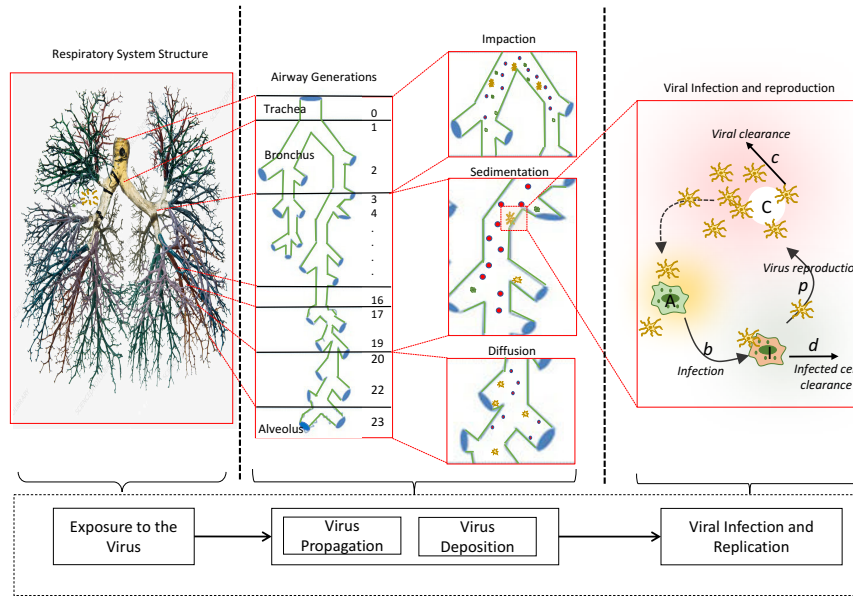 Respiratory System Structure
Airway Generations
Trachea
0
1
Bronchus
2
3
4
.
.
.
16
17
19
20
22
Alveolus
23
Impaction
Sedimentation
Diffusion
Viral Infection and reproduction
Viral clearance
c
C
Virus reproduction
p
A
b
Infection
I
d
Infected cell
clearance
Exposure to the
Virus
Virus
Propagation
Virus
Deposition
Viral Infection and
Replication